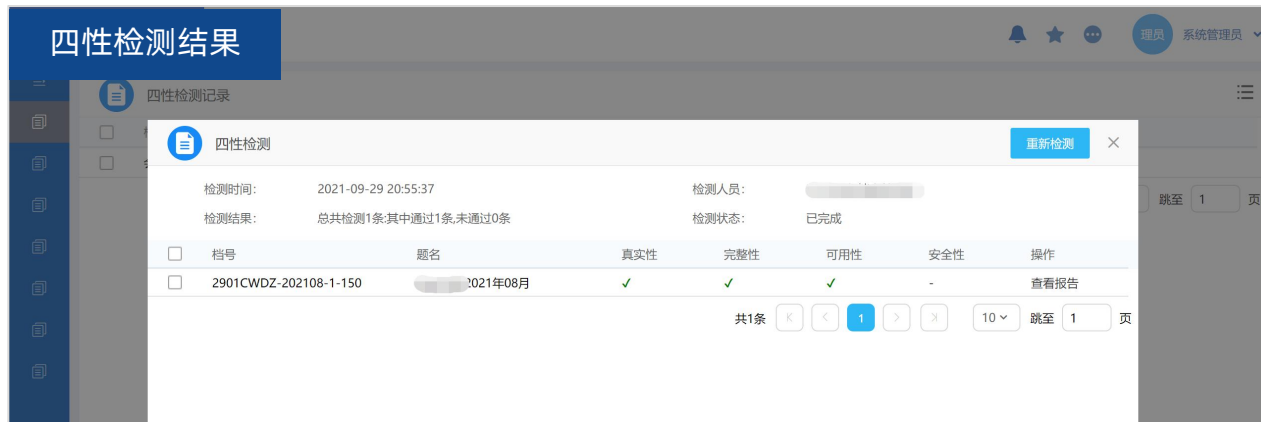 四性检测结果
理员 系统管理员
四性检测记录
四性检测 重新检测
检测时间: 2021-09-29 20:55:37 检测人员:
检测结果: 总共检测1条:其中通过1条,未通过0条 检测状态: 已完成
跳至 1 页
档号 题名 真实性 完整性 可用性 安全性 操作
2901CWDZ-202108-1-150 2021年08月 ✓ ✓ ✓ - 查看报告
共1条 1 10 跳至 1 页